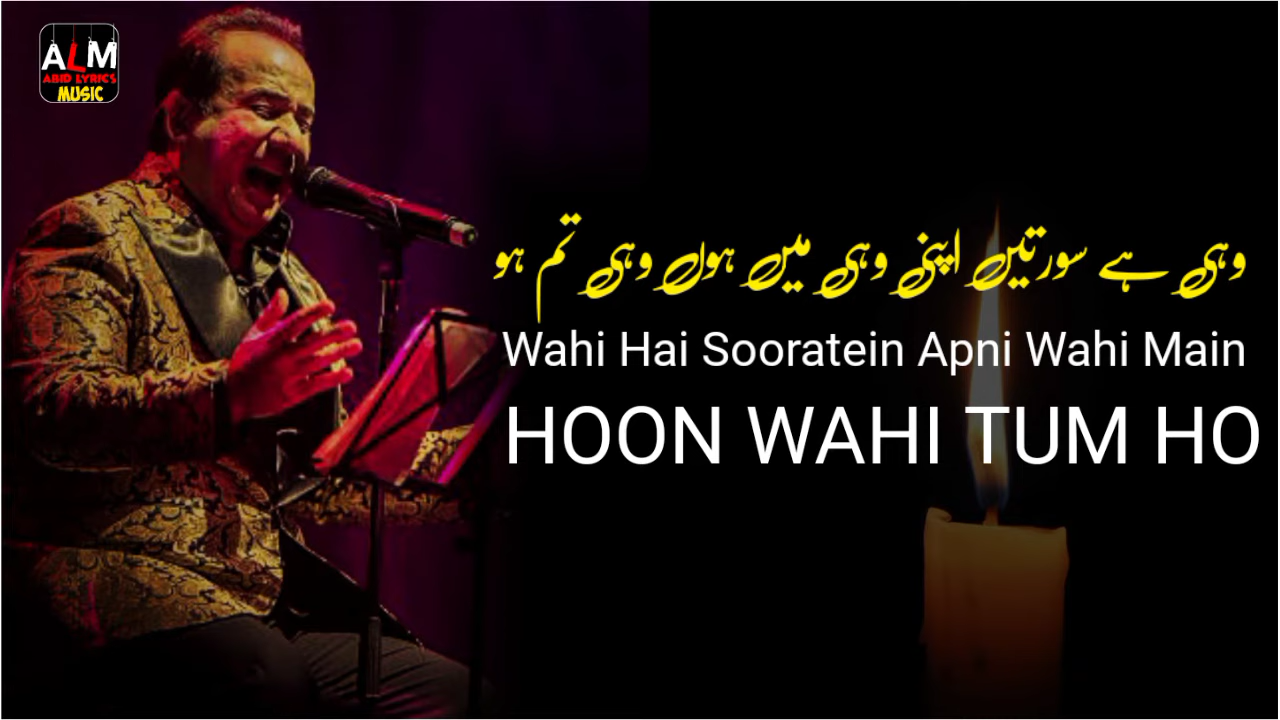 ALM
ABID LYRICS
MUSIC
وہی ہے سورتیں اپنی وہی میں ہوں وہی تم ہو
Wahi Hai Sooratein Apni Wahi Main
HOON WAHI TUM HO